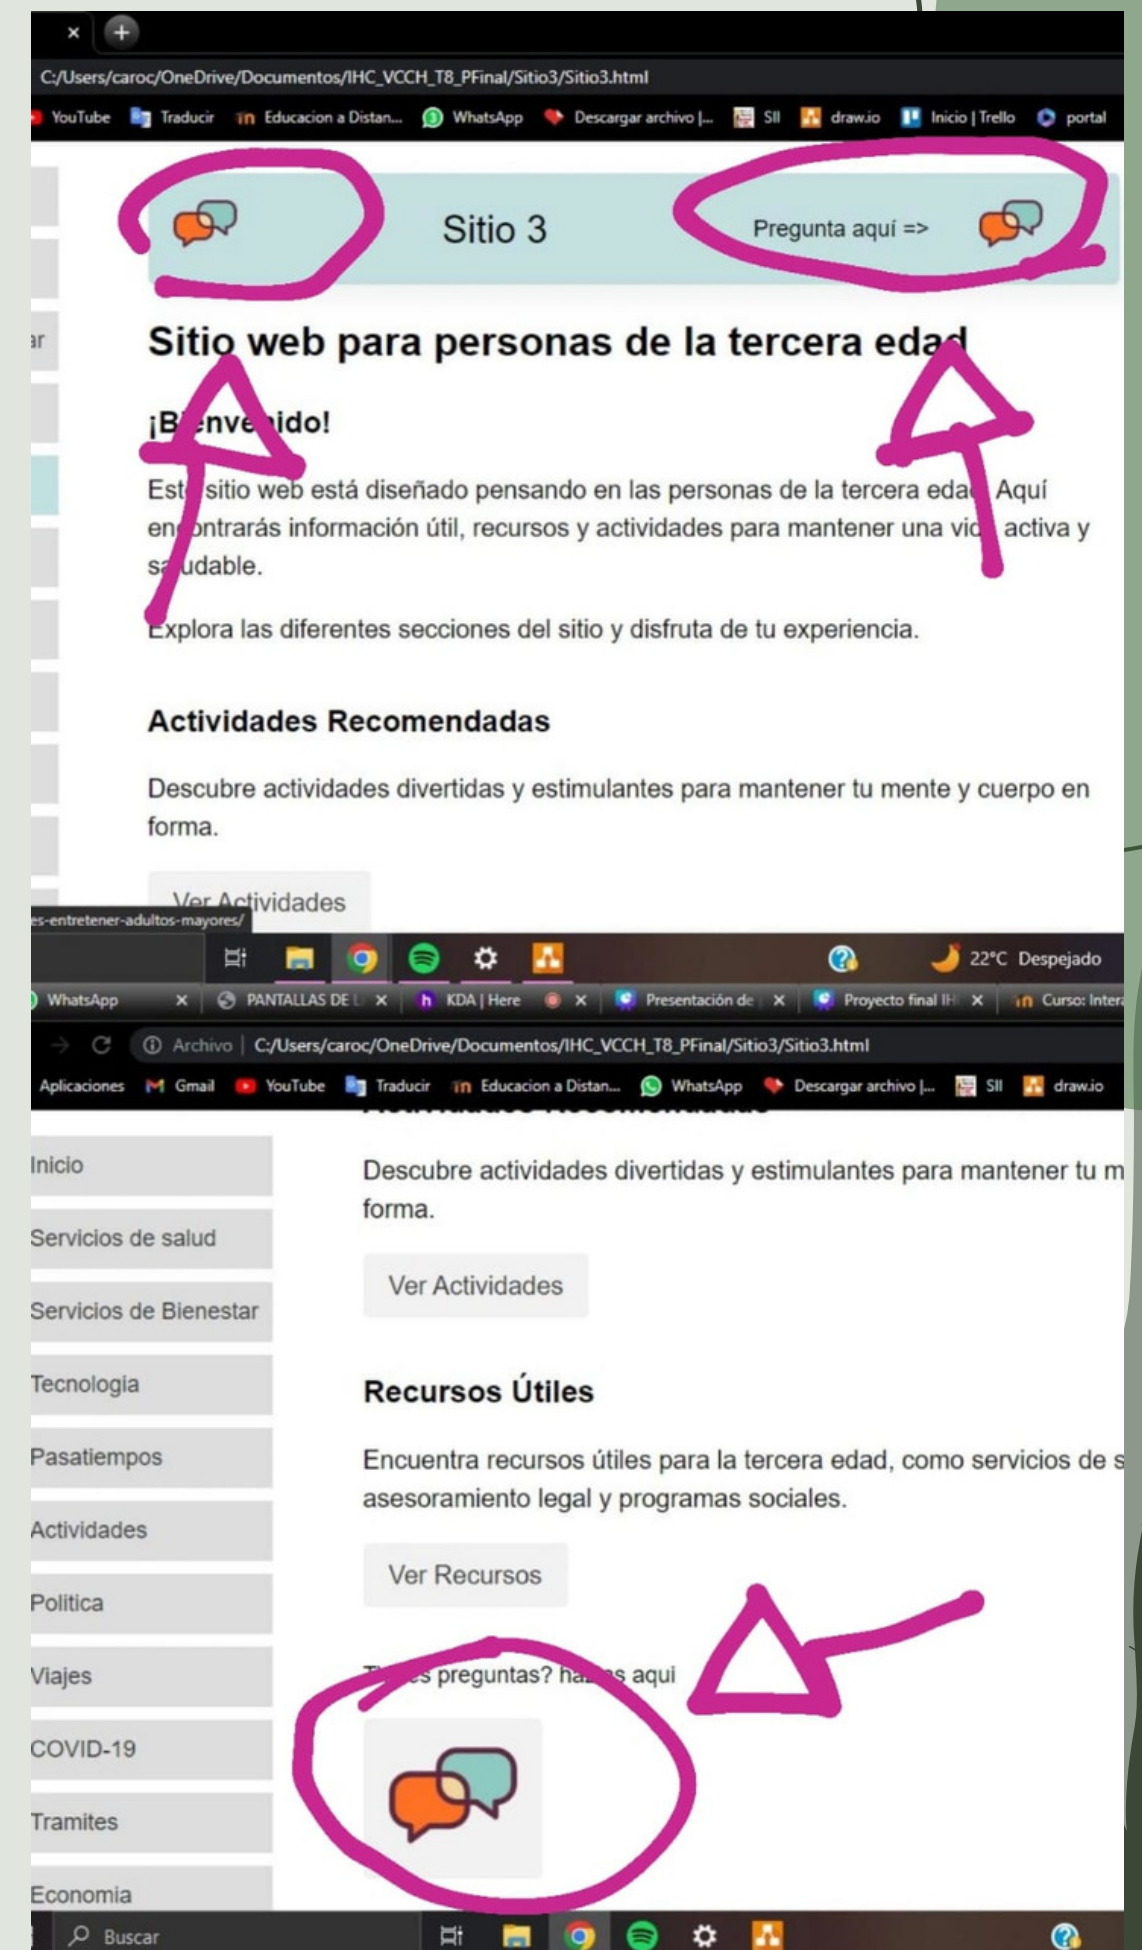 C:/Users/caroc/OneDrive/Documentos/IHC_VCCH_T8_PFinal/Sitio3/Sitio3.html
YouTube Traducir Educacion a Distan... WhatsApp Descargar archivo |... SII draw.io Inicio | Trello portal
Sitio 3 Pregunta aquí =>
ar
Sitio web para personas de la tercera edad
¡Bienvenido!
Este sitio web está diseñado pensando en las personas de la tercera edad. Aquí
encontrarás información útil, recursos y actividades para mantener una vida activa y
saludable.
Explora las diferentes secciones del sitio y disfruta de tu experiencia.
Actividades Recomendadas
Descubre actividades divertidas y estimulantes para mantener tu mente y cuerpo en
forma.
Ver Actividades
es-entretener-adultos-mayores/
22°C Despejado
WhatsApp PANTALLAS DE KDA | Here Presentación de Proyecto final Curso: Inter
Archivo C:/Users/caroc/OneDrive/Documentos/IHC_VCCH_T8_PFinal/Sitio3/Sitio3.html
Aplicaciones Gmail YouTube Traducir Educacion a Distan... WhatsApp Descargar archivo |... SII draw.io
Actividades Recomendadas
Inicio
Descubre actividades divertidas y estimulantes para mantener tu m
forma.
Servicios de salud
Ver Actividades
Servicios de Bienestar
Tecnologia
Recursos Útiles
Pasatiempos
Encuentra recursos útiles para la tercera edad, como servicios de s
asesoramiento legal y programas sociales.
Actividades
Ver Recursos
Politica
Viajes
preguntas? aqui
COVID-19
Tramites
Economia
Buscar